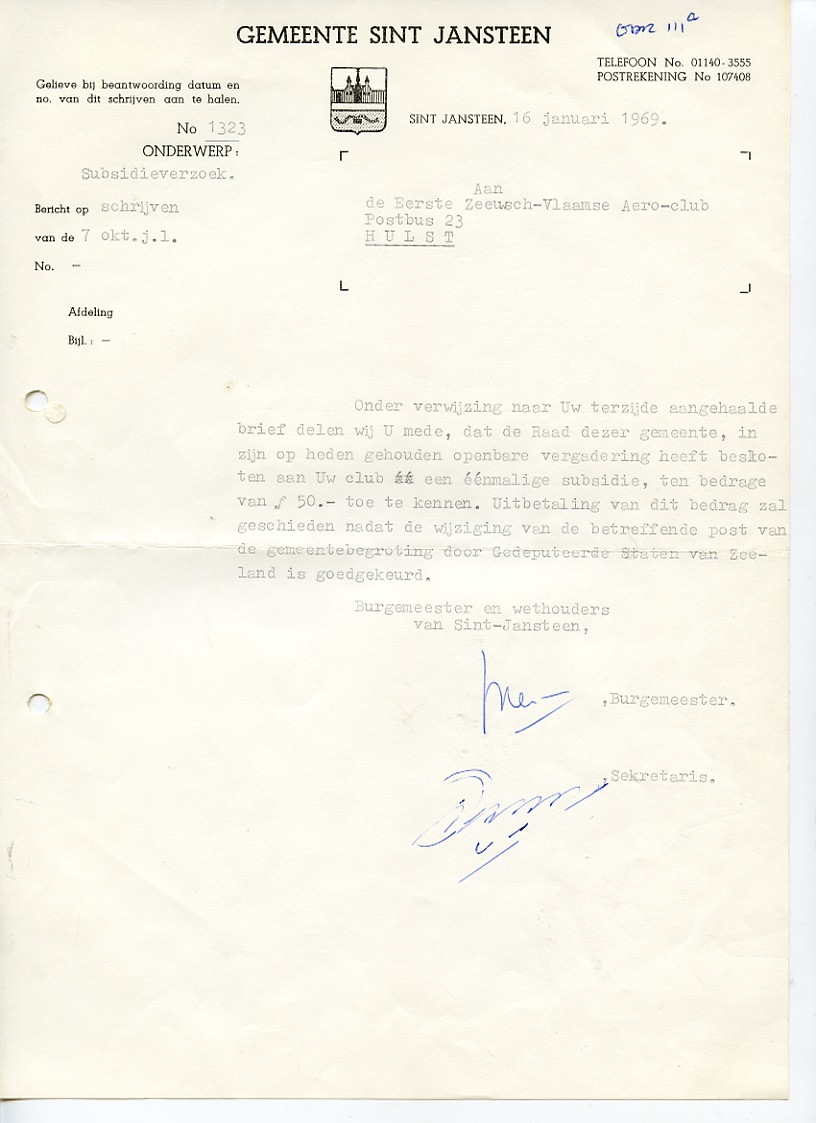 GEMEENTE SINT JANSTEEN
TELEFOON No. 01140-3555
POSTREKENING No 107408
Gelieve bij beantwoording datum en
no. van dit schrijven aan te halen.
No 1323
ONDERWERP:
Subsidieverzoek.
Bericht op schrijven
van de 7 okt.j.l.
No. -
Afdeling
Bijl.: -
SINT JANSTEEN, 16 januari 1969.
Aan
de Eerste Zeeuwsch-Vlaamse Aero-club
Postbus 23
H U L S T
Onder verwijzing naar Uw terzijde aangehaalde
brief delen wij U mede, dat de Raad dezer gemeente, in
zijn op heden gehouden openbare vergadering heeft beslo-
ten aan Uw club éé een éénmalige subsidie, ten bedrage
van ƒ 50.- toe te kennen. Uitbetaling van dit bedrag zal
geschieden nadat de wijziging van de betreffende post van
de gemeentebegroting door Gedeputeerde Staten van Zee-
land is goedgekeurd.
Burgemeester en wethouders
van Sint-Jansteen,
,Burgemeester.
,Sekretaris.